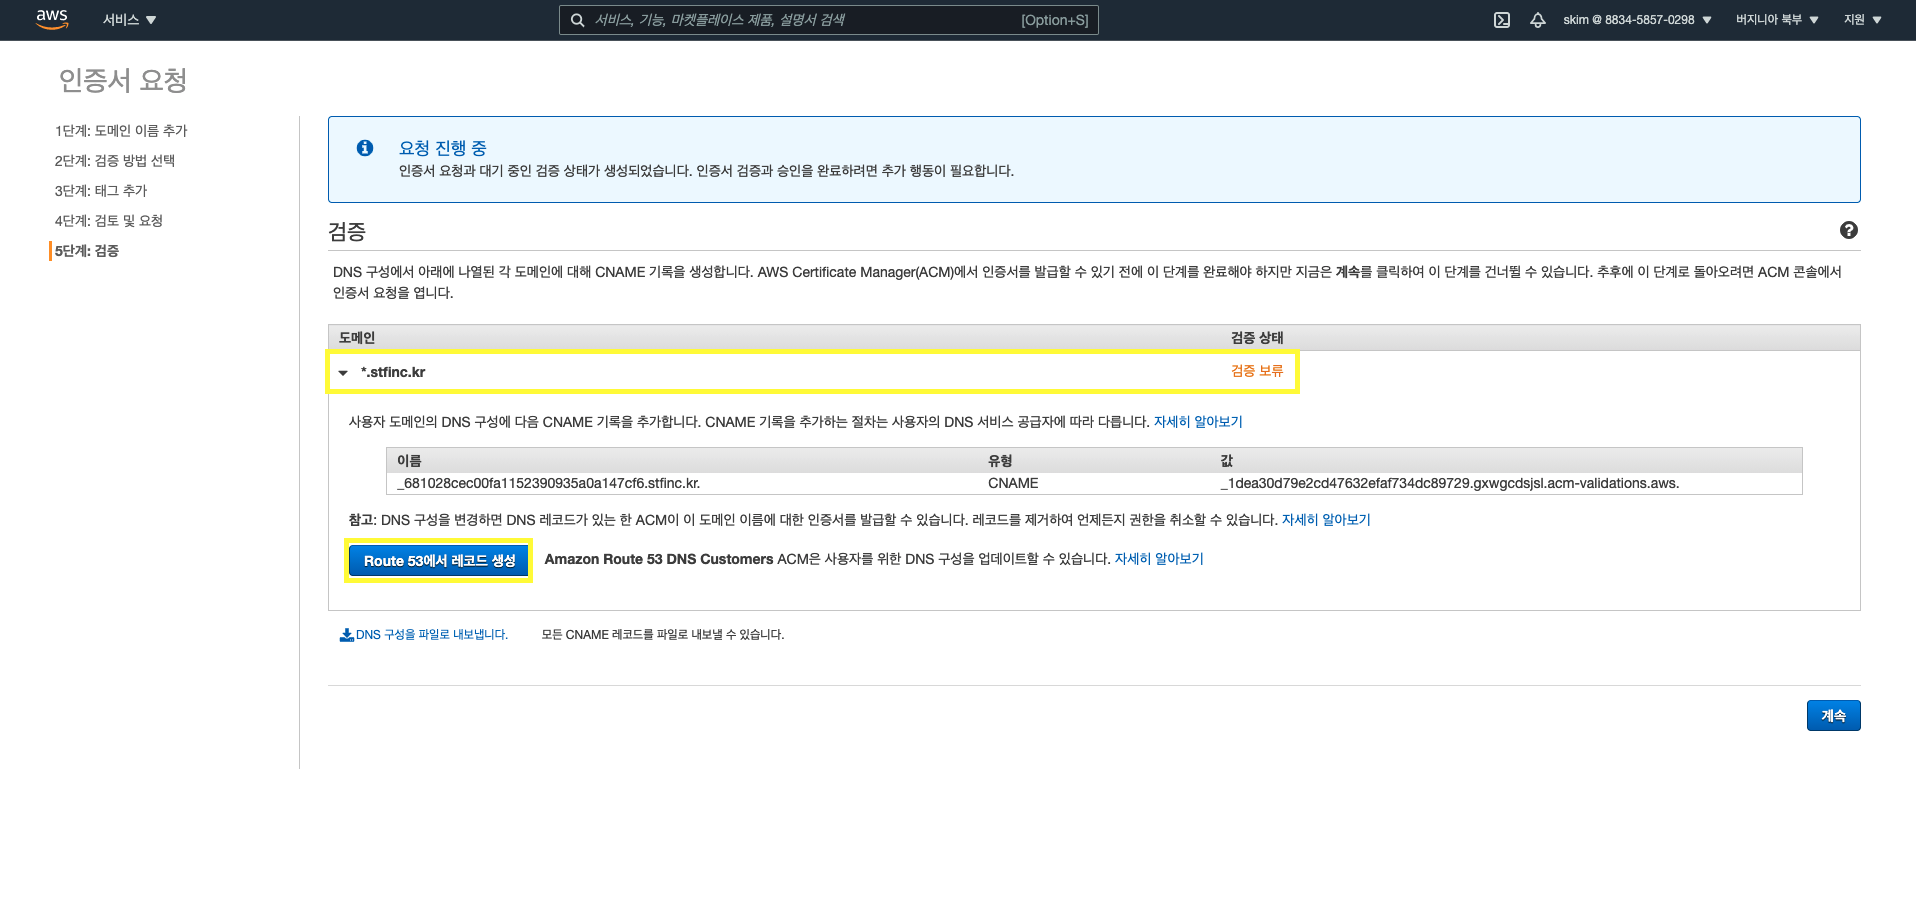 aws 서비스 서비스, 기능, 마켓플레이스 제품, 설명서 검색 [Option+S] skim @ 8834-5857-0298 버지니아 북부 지원
인증서 요청
1단계: 도메인 이름 추가
2단계: 검증 방법 선택
3단계: 태그 추가
4단계: 검토 및 요청
5단계: 검증
요청 진행 중
인증서 요청과 대기 중인 검증 상태가 생성되었습니다. 인증서 검증과 승인을 완료하려면 추가 행동이 필요합니다.
검증
DNS 구성에서 아래에 나열된 각 도메인에 대해 CNAME 기록을 생성합니다. AWS Certificate Manager(ACM)에서 인증서를 발급할 수 있기 전에 이 단계를 완료해야 하지만 지금은 계속를 클릭하여 이 단계를 건너뛸 수 있습니다. 추후에 이 단계로 돌아오려면 ACM 콘솔에서
인증서 요청을 엽니다.
도메인 검증 상태
*.stfinc.kr 검증 보류
사용자 도메인의 DNS 구성에 다음 CNAME 기록을 추가합니다. CNAME 기록을 추가하는 절차는 사용자의 DNS 서비스 공급자에 따라 다릅니다. 자세히 알아보기
이름 유형 값
_681028cec00fa1152390935a0a147cf6.stfinc.kr. CNAME _1dea30d79e2cd47632efaf734dc89729.gxwgcdsjsl.acm-validations.aws.
참고: DNS 구성을 변경하면 DNS 레코드가 있는 한 ACM이 이 도메인 이름에 대한 인증서를 발급할 수 있습니다. 레코드를 제거하여 언제든지 권한을 취소할 수 있습니다. 자세히 알아보기
Route 53에서 레코드 생성 Amazon Route 53 DNS Customers ACM은 사용자를 위한 DNS 구성을 업데이트할 수 있습니다. 자세히 알아보기
DNS 구성을 파일로 내보냅니다. 모든 CNAME 레코드를 파일로 내보낼 수 있습니다.
계속